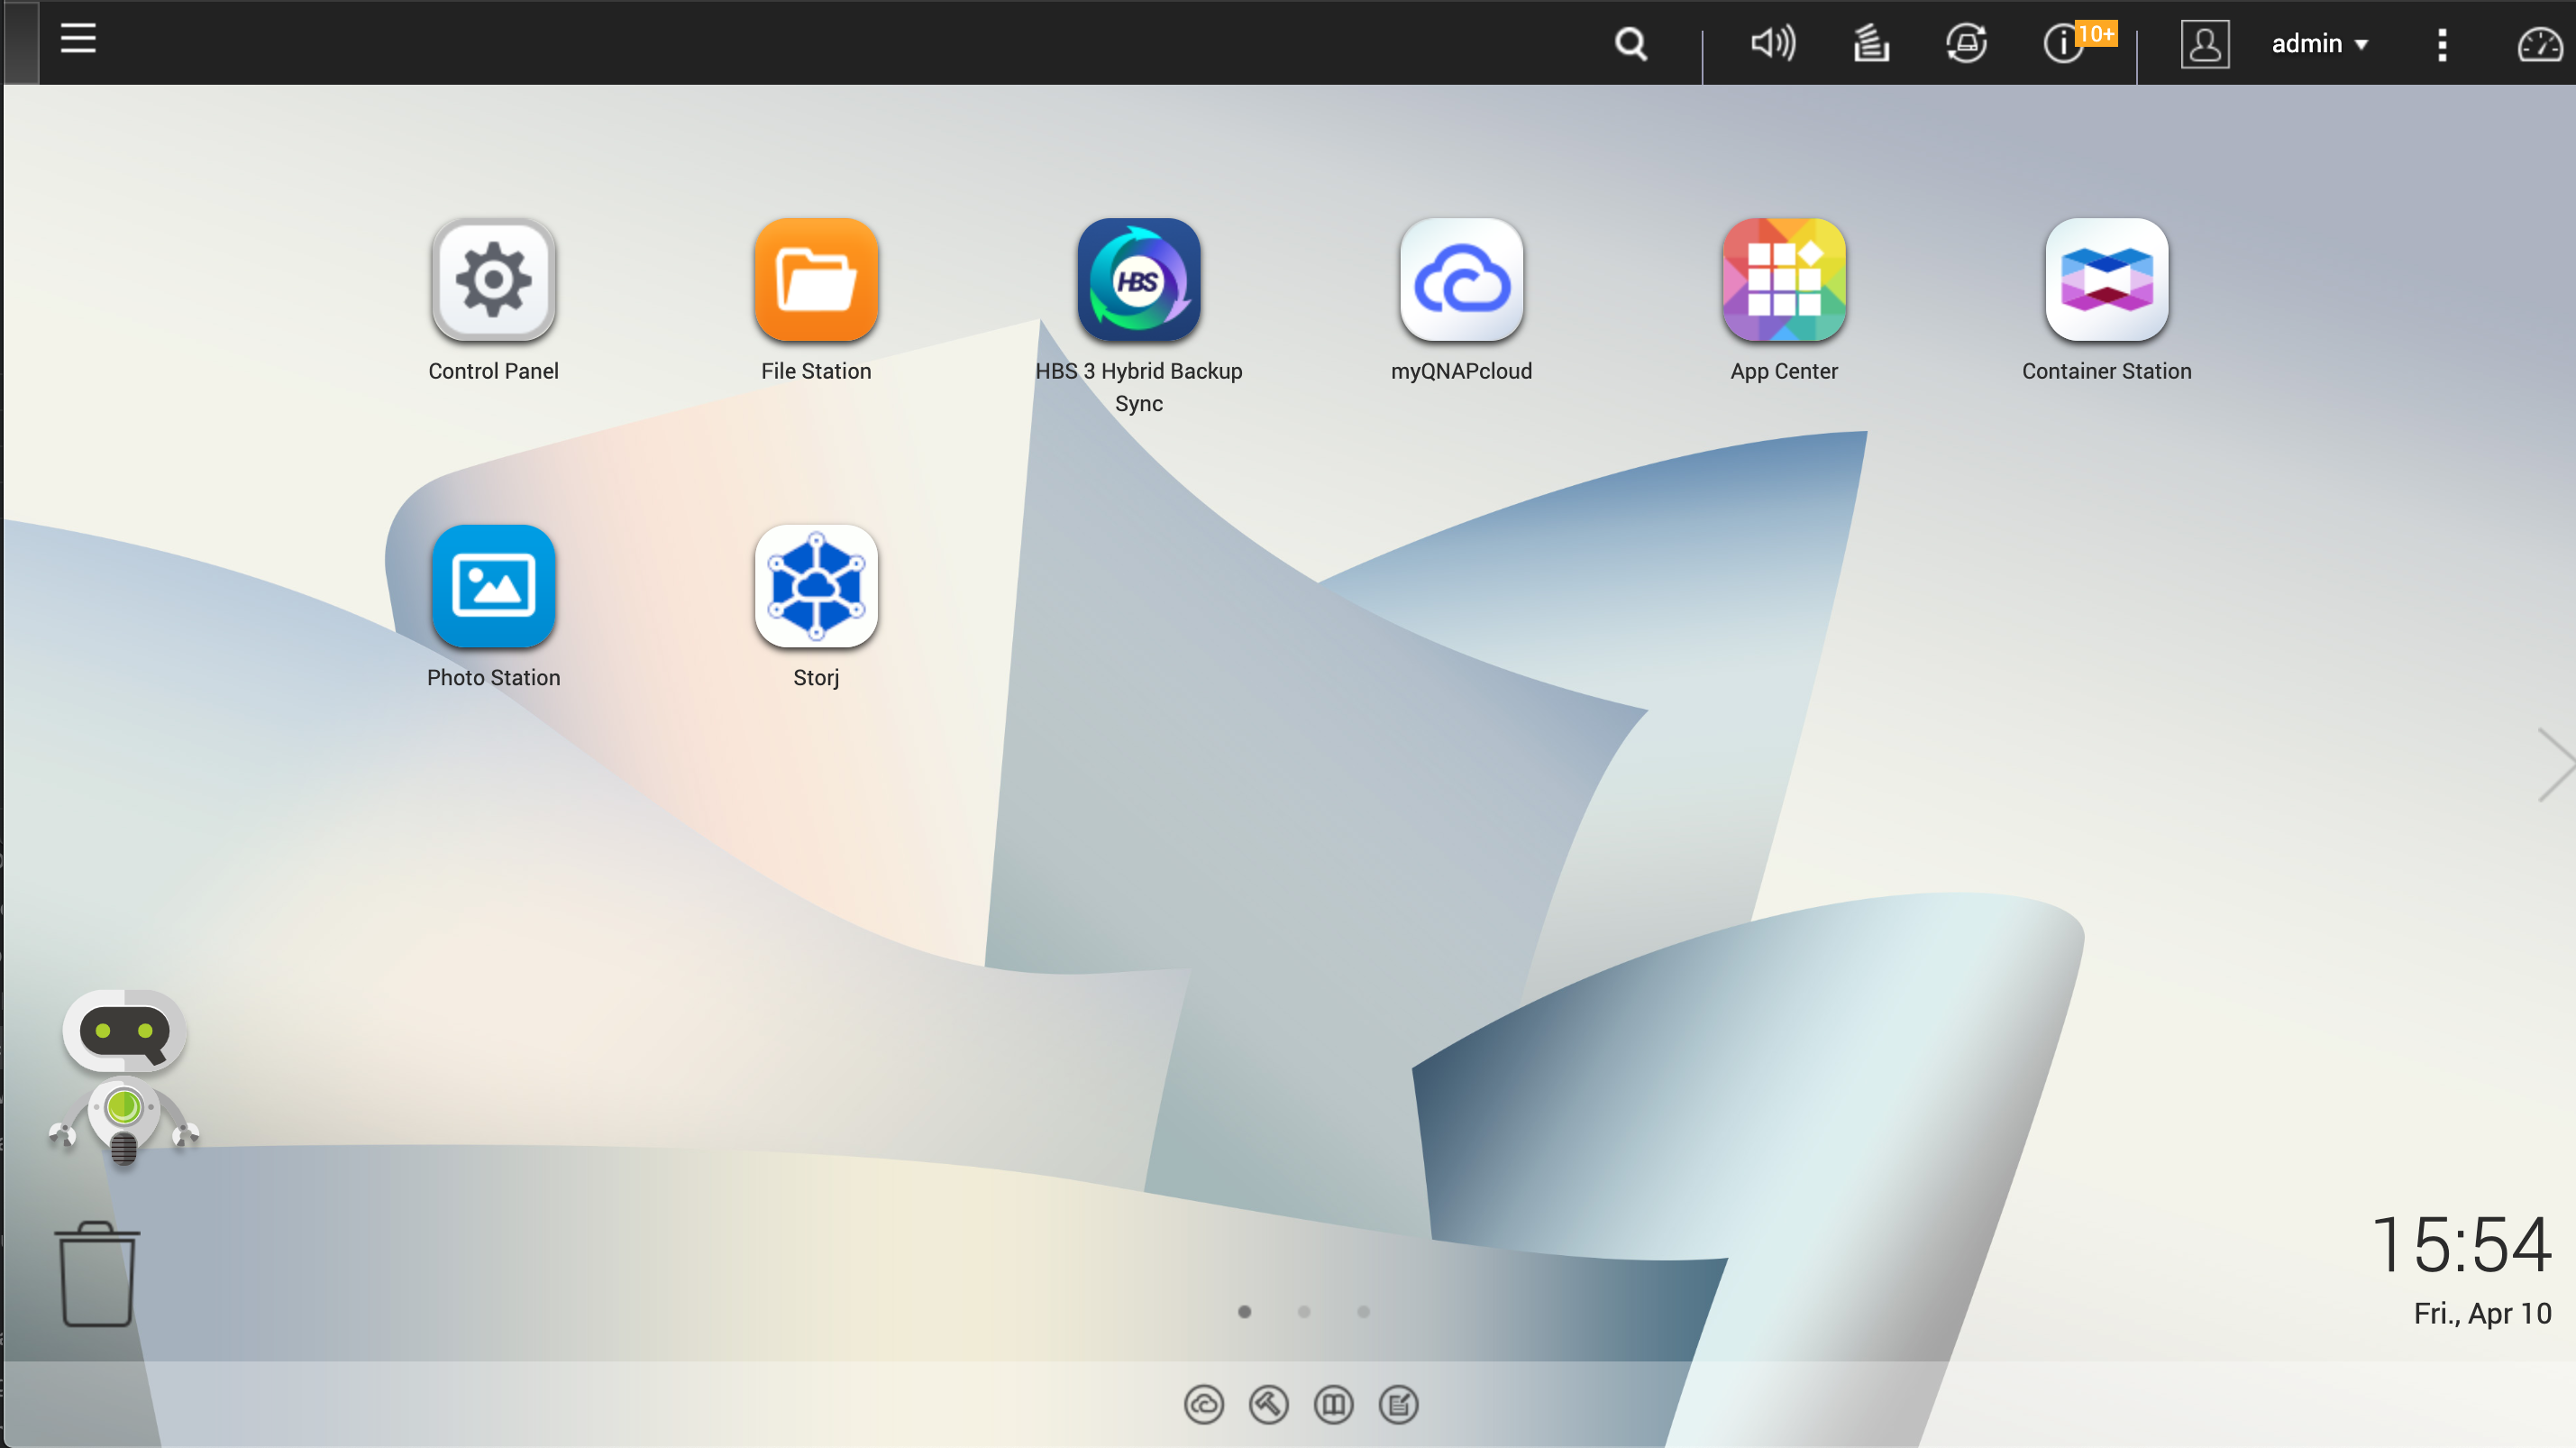 10+
admin
Control Panel
File Station
HBS
HBS 3 Hybrid Backup
Sync
myQNAPcloud
App Center
Container Station
Photo Station
Storj
15:54
Fri., Apr 10